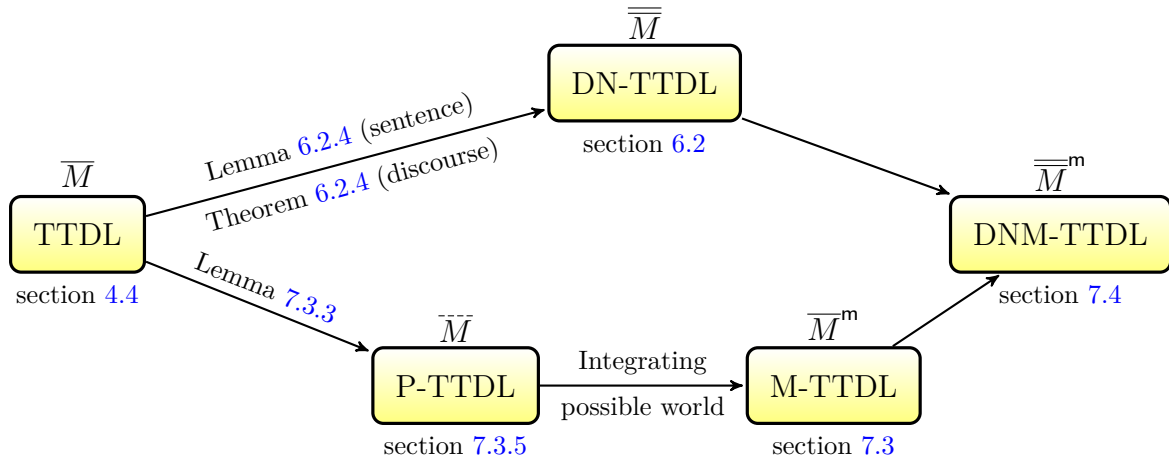 M̿
DN-TTDL
section 6.2
Lemma 6.2.4 (sentence)
Theorem 6.2.4 (discourse)
M̅
TTDL
section 4.4
M̿ᵐ
DNM-TTDL
section 7.4
Lemma 7.3.3
M̅
P-TTDL
section 7.3.5
Integrating
possible world
M̅ᵐ
M-TTDL
section 7.3